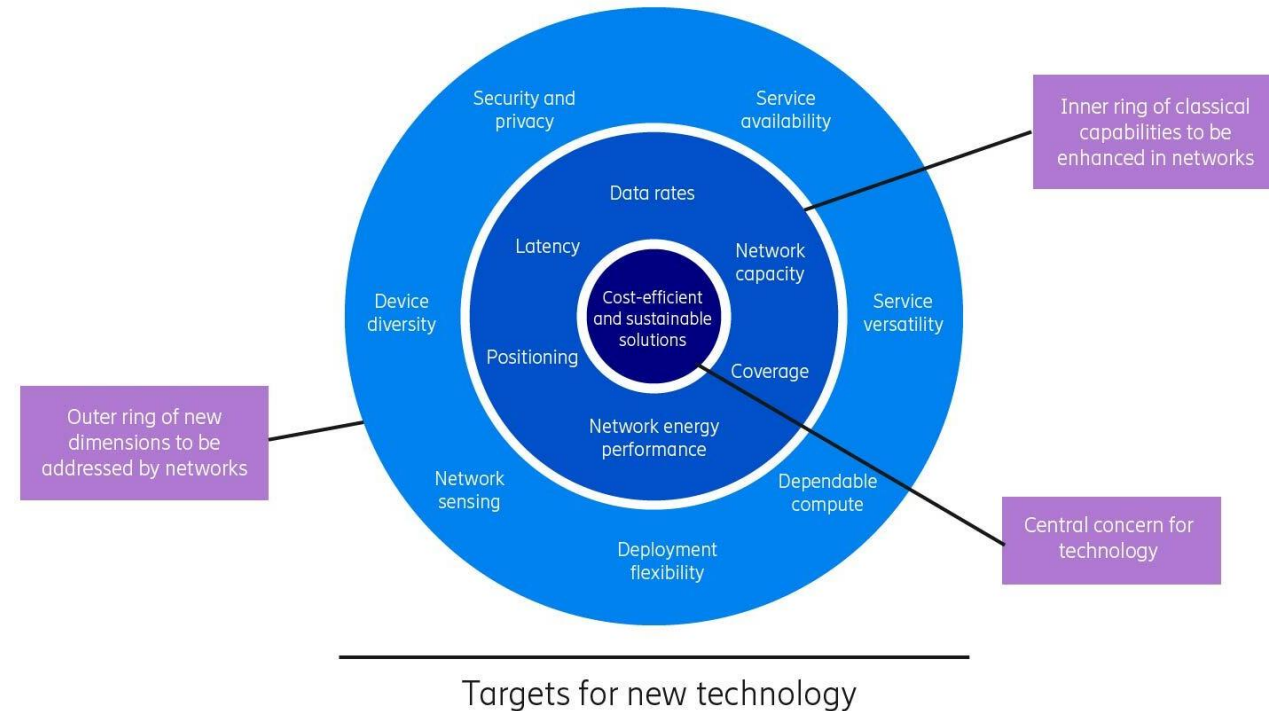 Security and
privacy
Service
availability
Inner ring of classical
capabilities to be
enhanced in networks
Data rates
Latency
Network
capacity
Device
diversity
Cost-efficient
and sustainable
solutions
Service
versatility
Positioning
Coverage
Outer ring of new
dimensions to be
addressed by networks
Network energy
performance
Network
sensing
Dependable
compute
Central concern for
technology
Deployment
flexibility
Targets for new technology